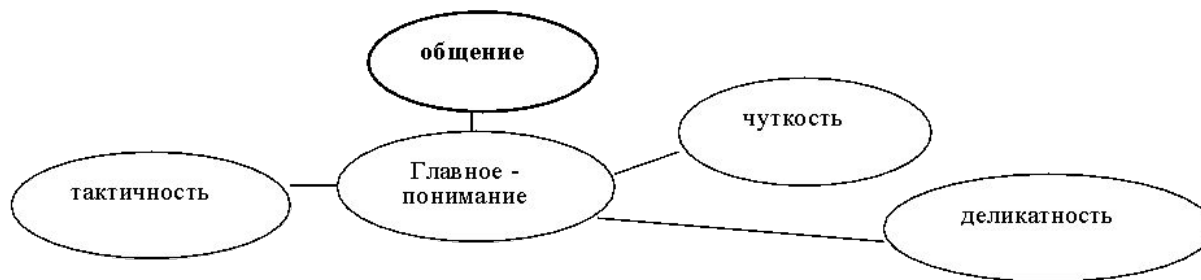 общение
чуткость
Главное -
понимание
тактичность
деликатность